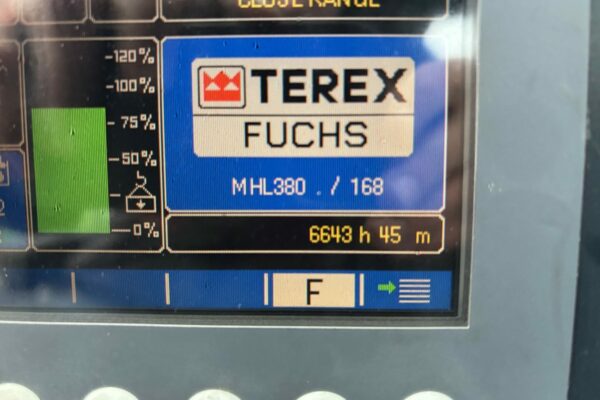 CLOSE RANGE
-120%
-100%
- 75%
-50%
-
-0%
TEREX
FUCHS
MHL380 . / 168
6643 h 45 m
F